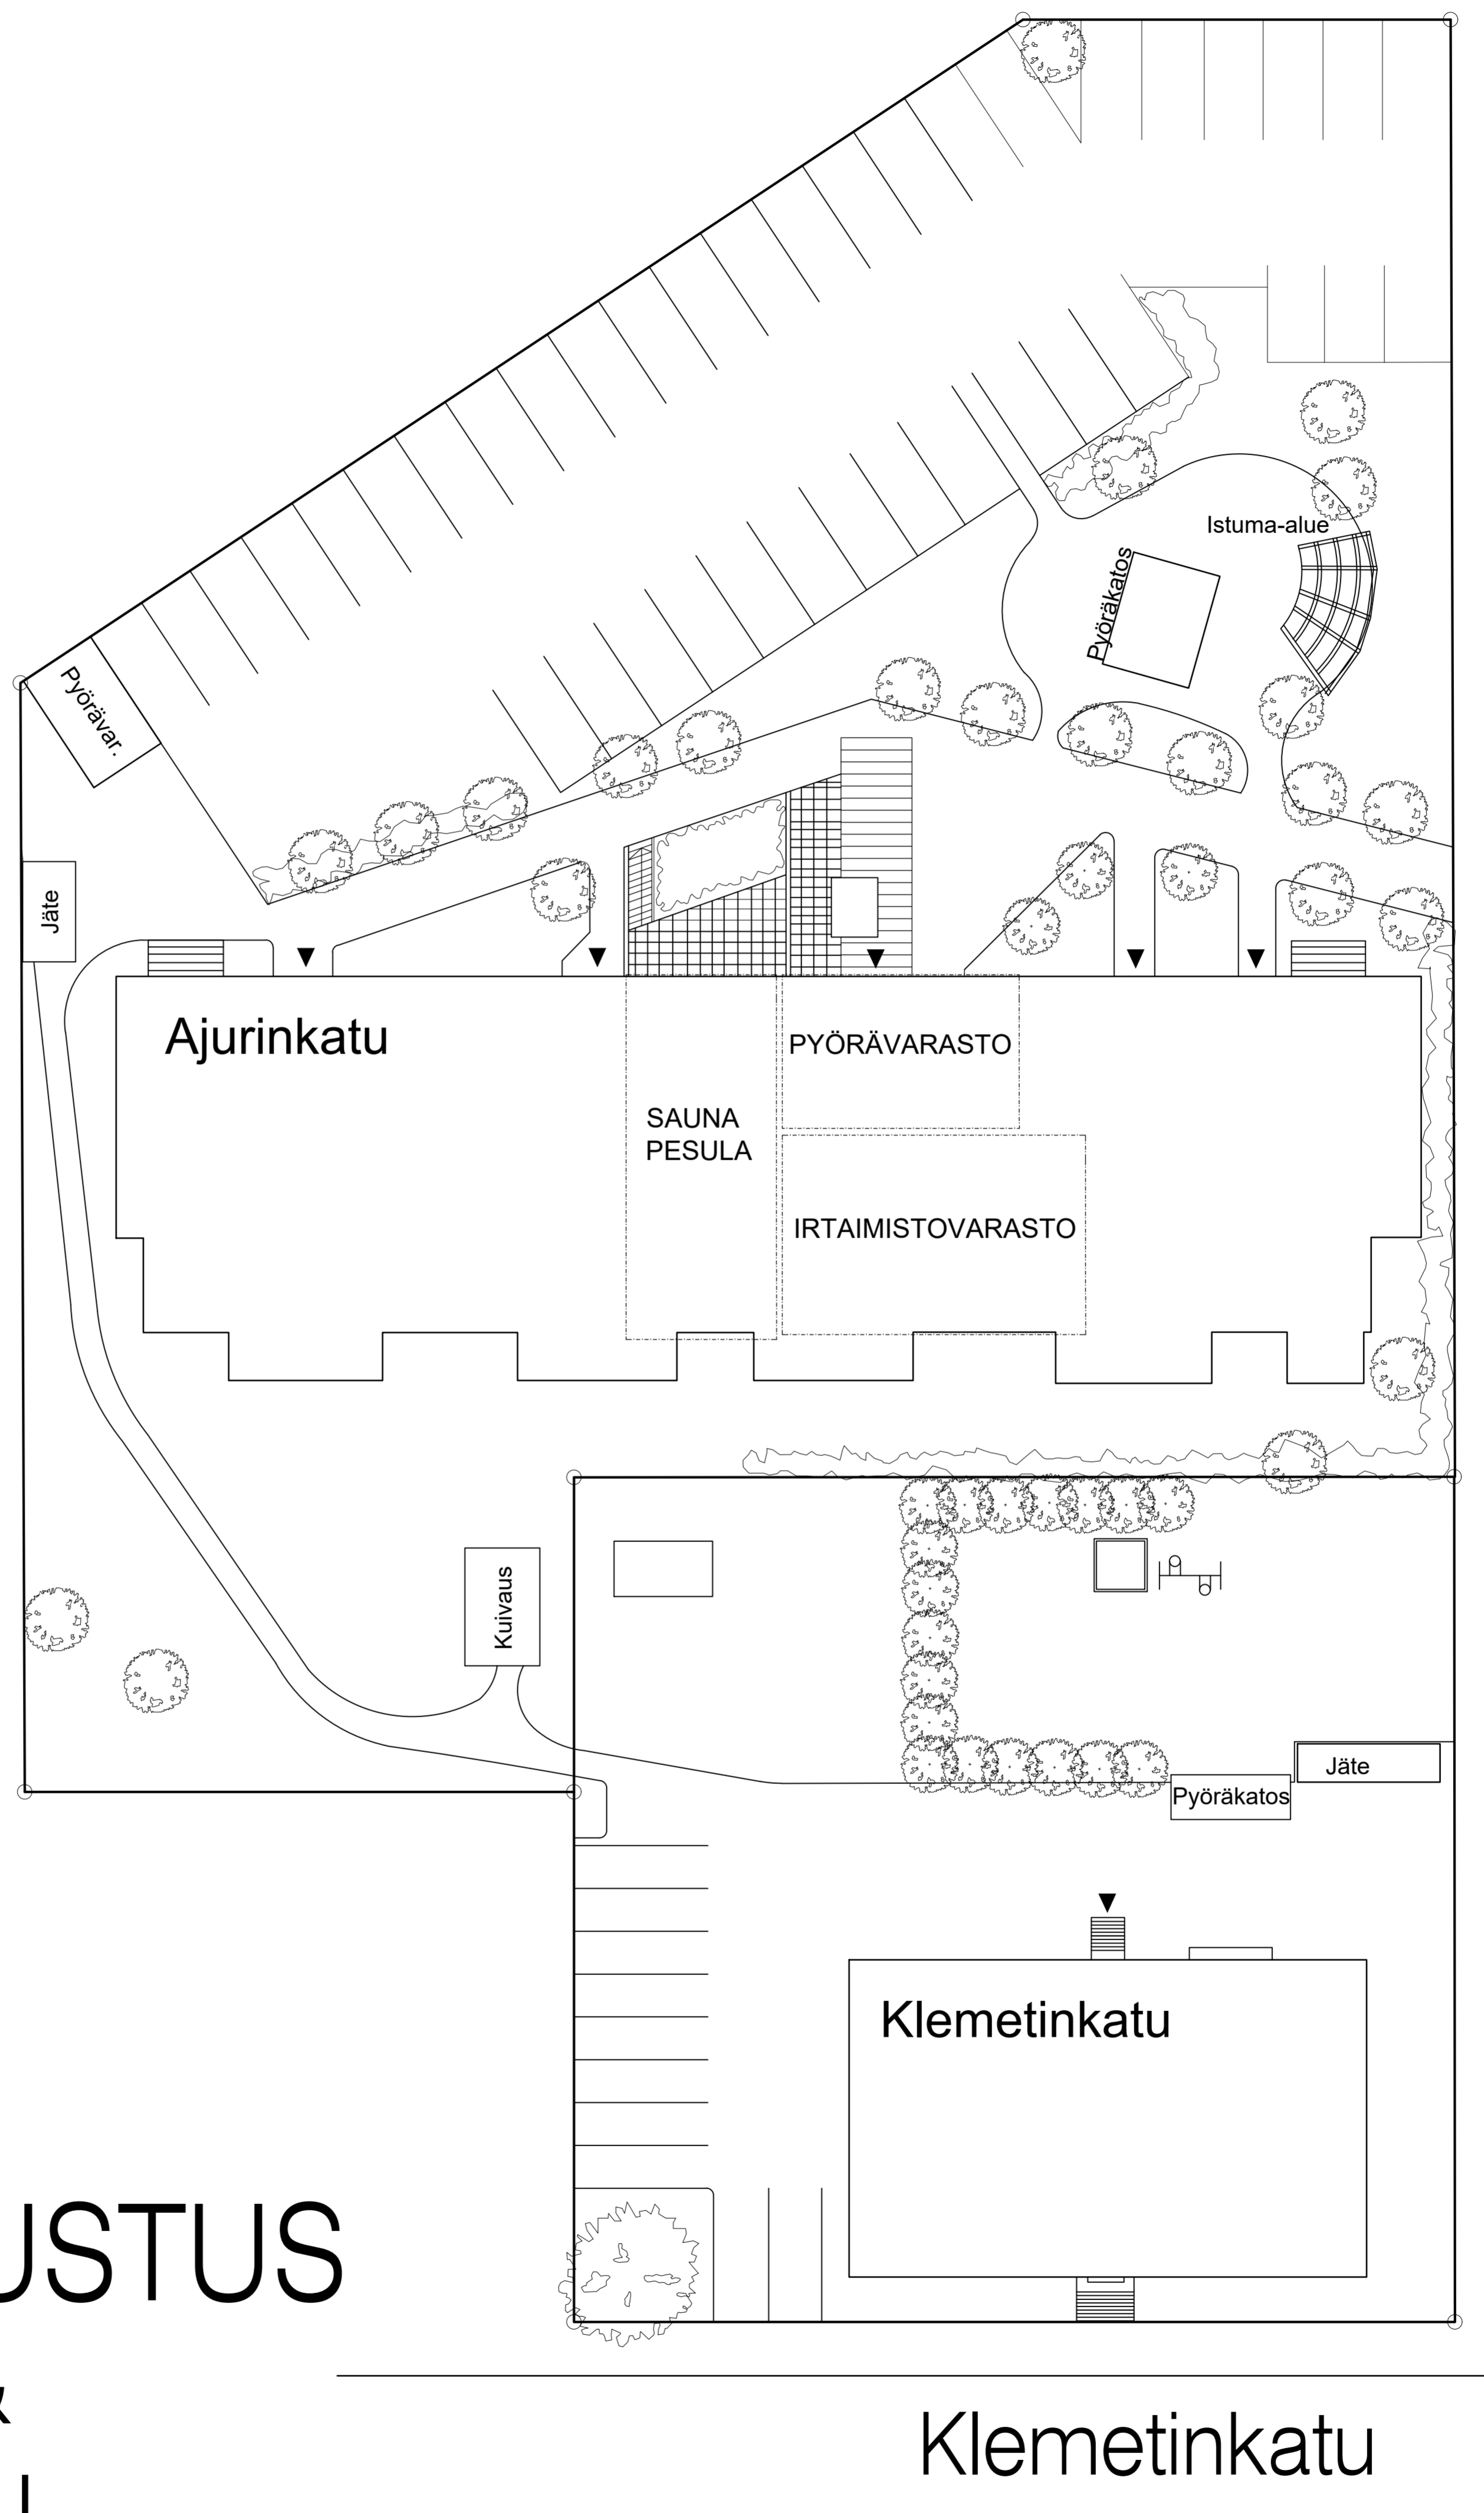 Istuma-alue
Pyöräkatos
Pyörävar.
Jäte
Ajurinkatu
PYÖRÄVARASTO
SAUNA
PESULA
IRTAIMISTOVARASTO
Kuivaus
Jäte
Pyöräkatos
Klemetinkatu
USTUS
&
Klemetinkatu